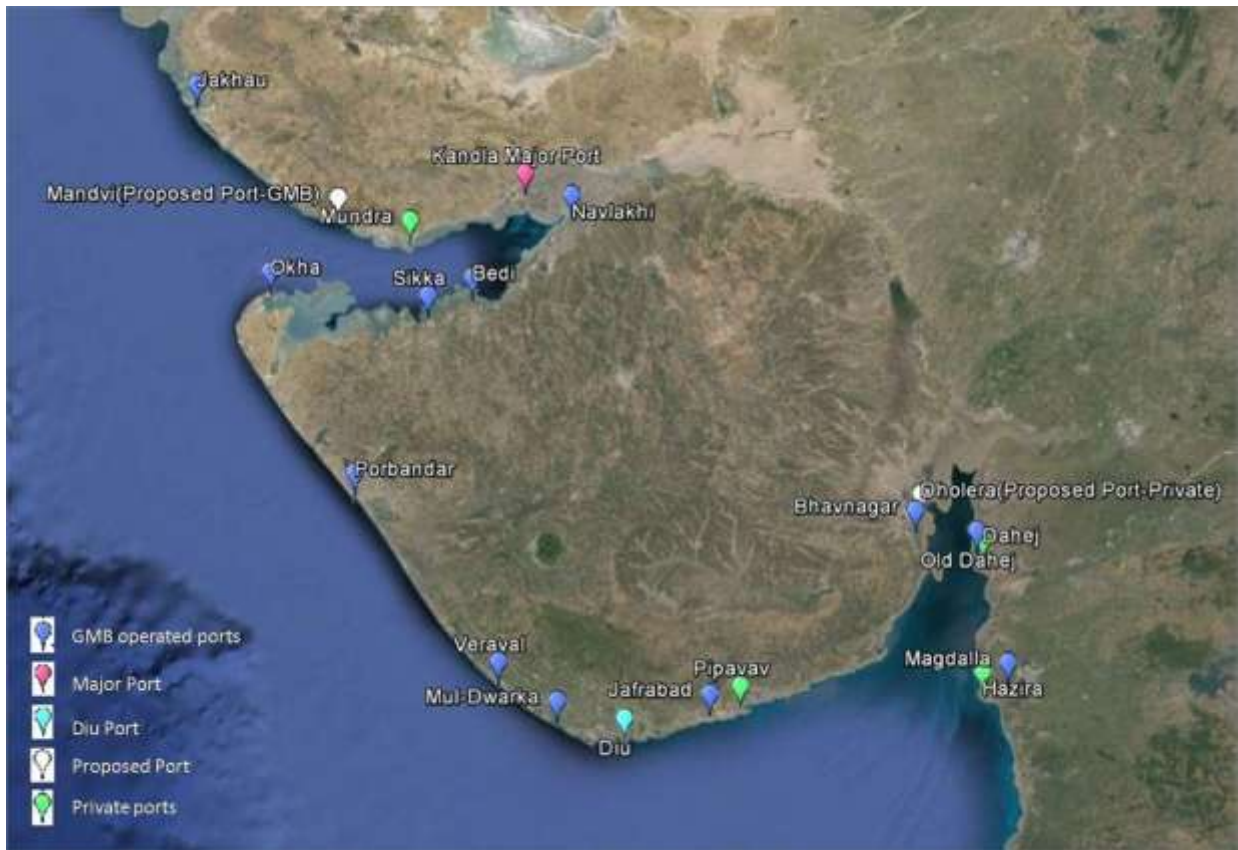 Jakhau
Kandla Major Port
Mandvi(Proposed Port-GMB)
Mundra
Navlakhi
Okha
Sikka
Bedi
Porbandar
Dholera(Proposed Port-Private)
Bhavnagar
Dahej
Old Dahej
Veraval
Mul-Dwarka
Jafrabad
Pipavav
Diu
Magdalla
Hazira
GMB operated ports
Major Port
Diu Port
Proposed Port
Private ports